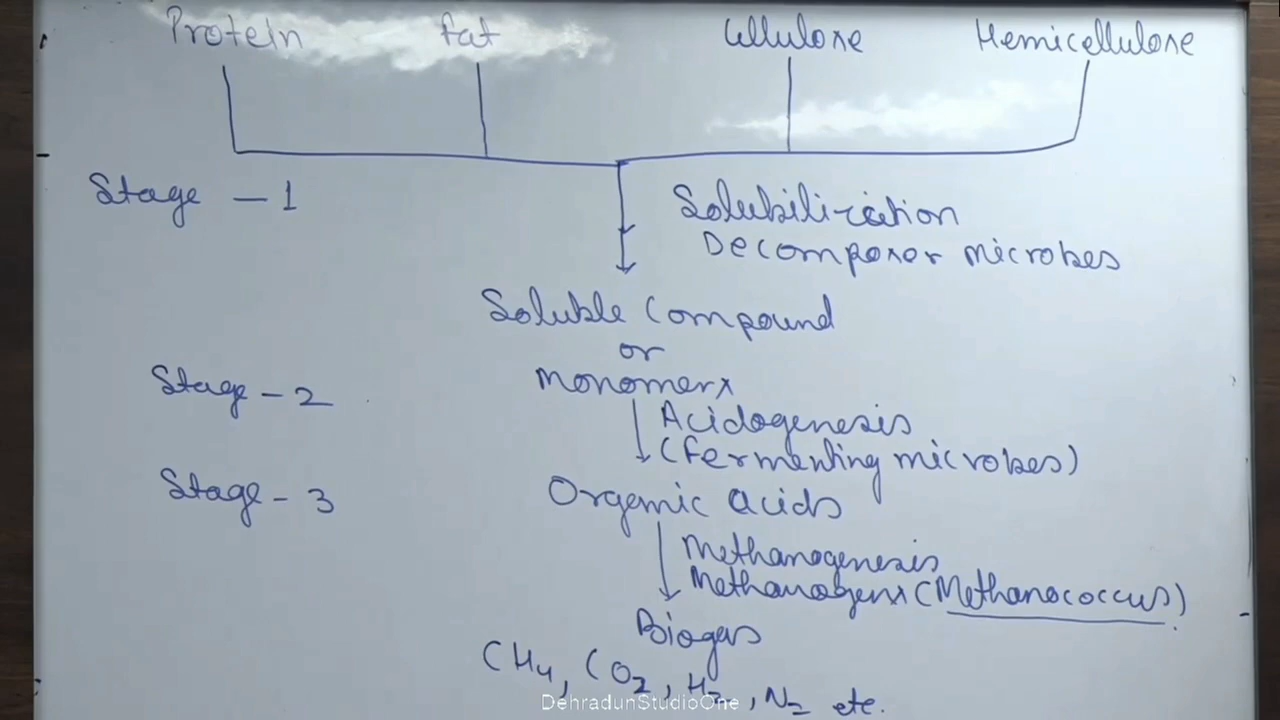 Protein Fat Cellulose Hemicellulose
Stage - 1
Solubilization
Decomposer microbes
Soluble Compound
or
Stage - 2
Monomers
Acidogenesis
(Fermenting microbes)
Stage - 3
Organic acids
Methanogenesis
Methanogens (Methanococcus)
Biogas
CH4, CO2, H2, N2 etc.
DehradunStudioOne